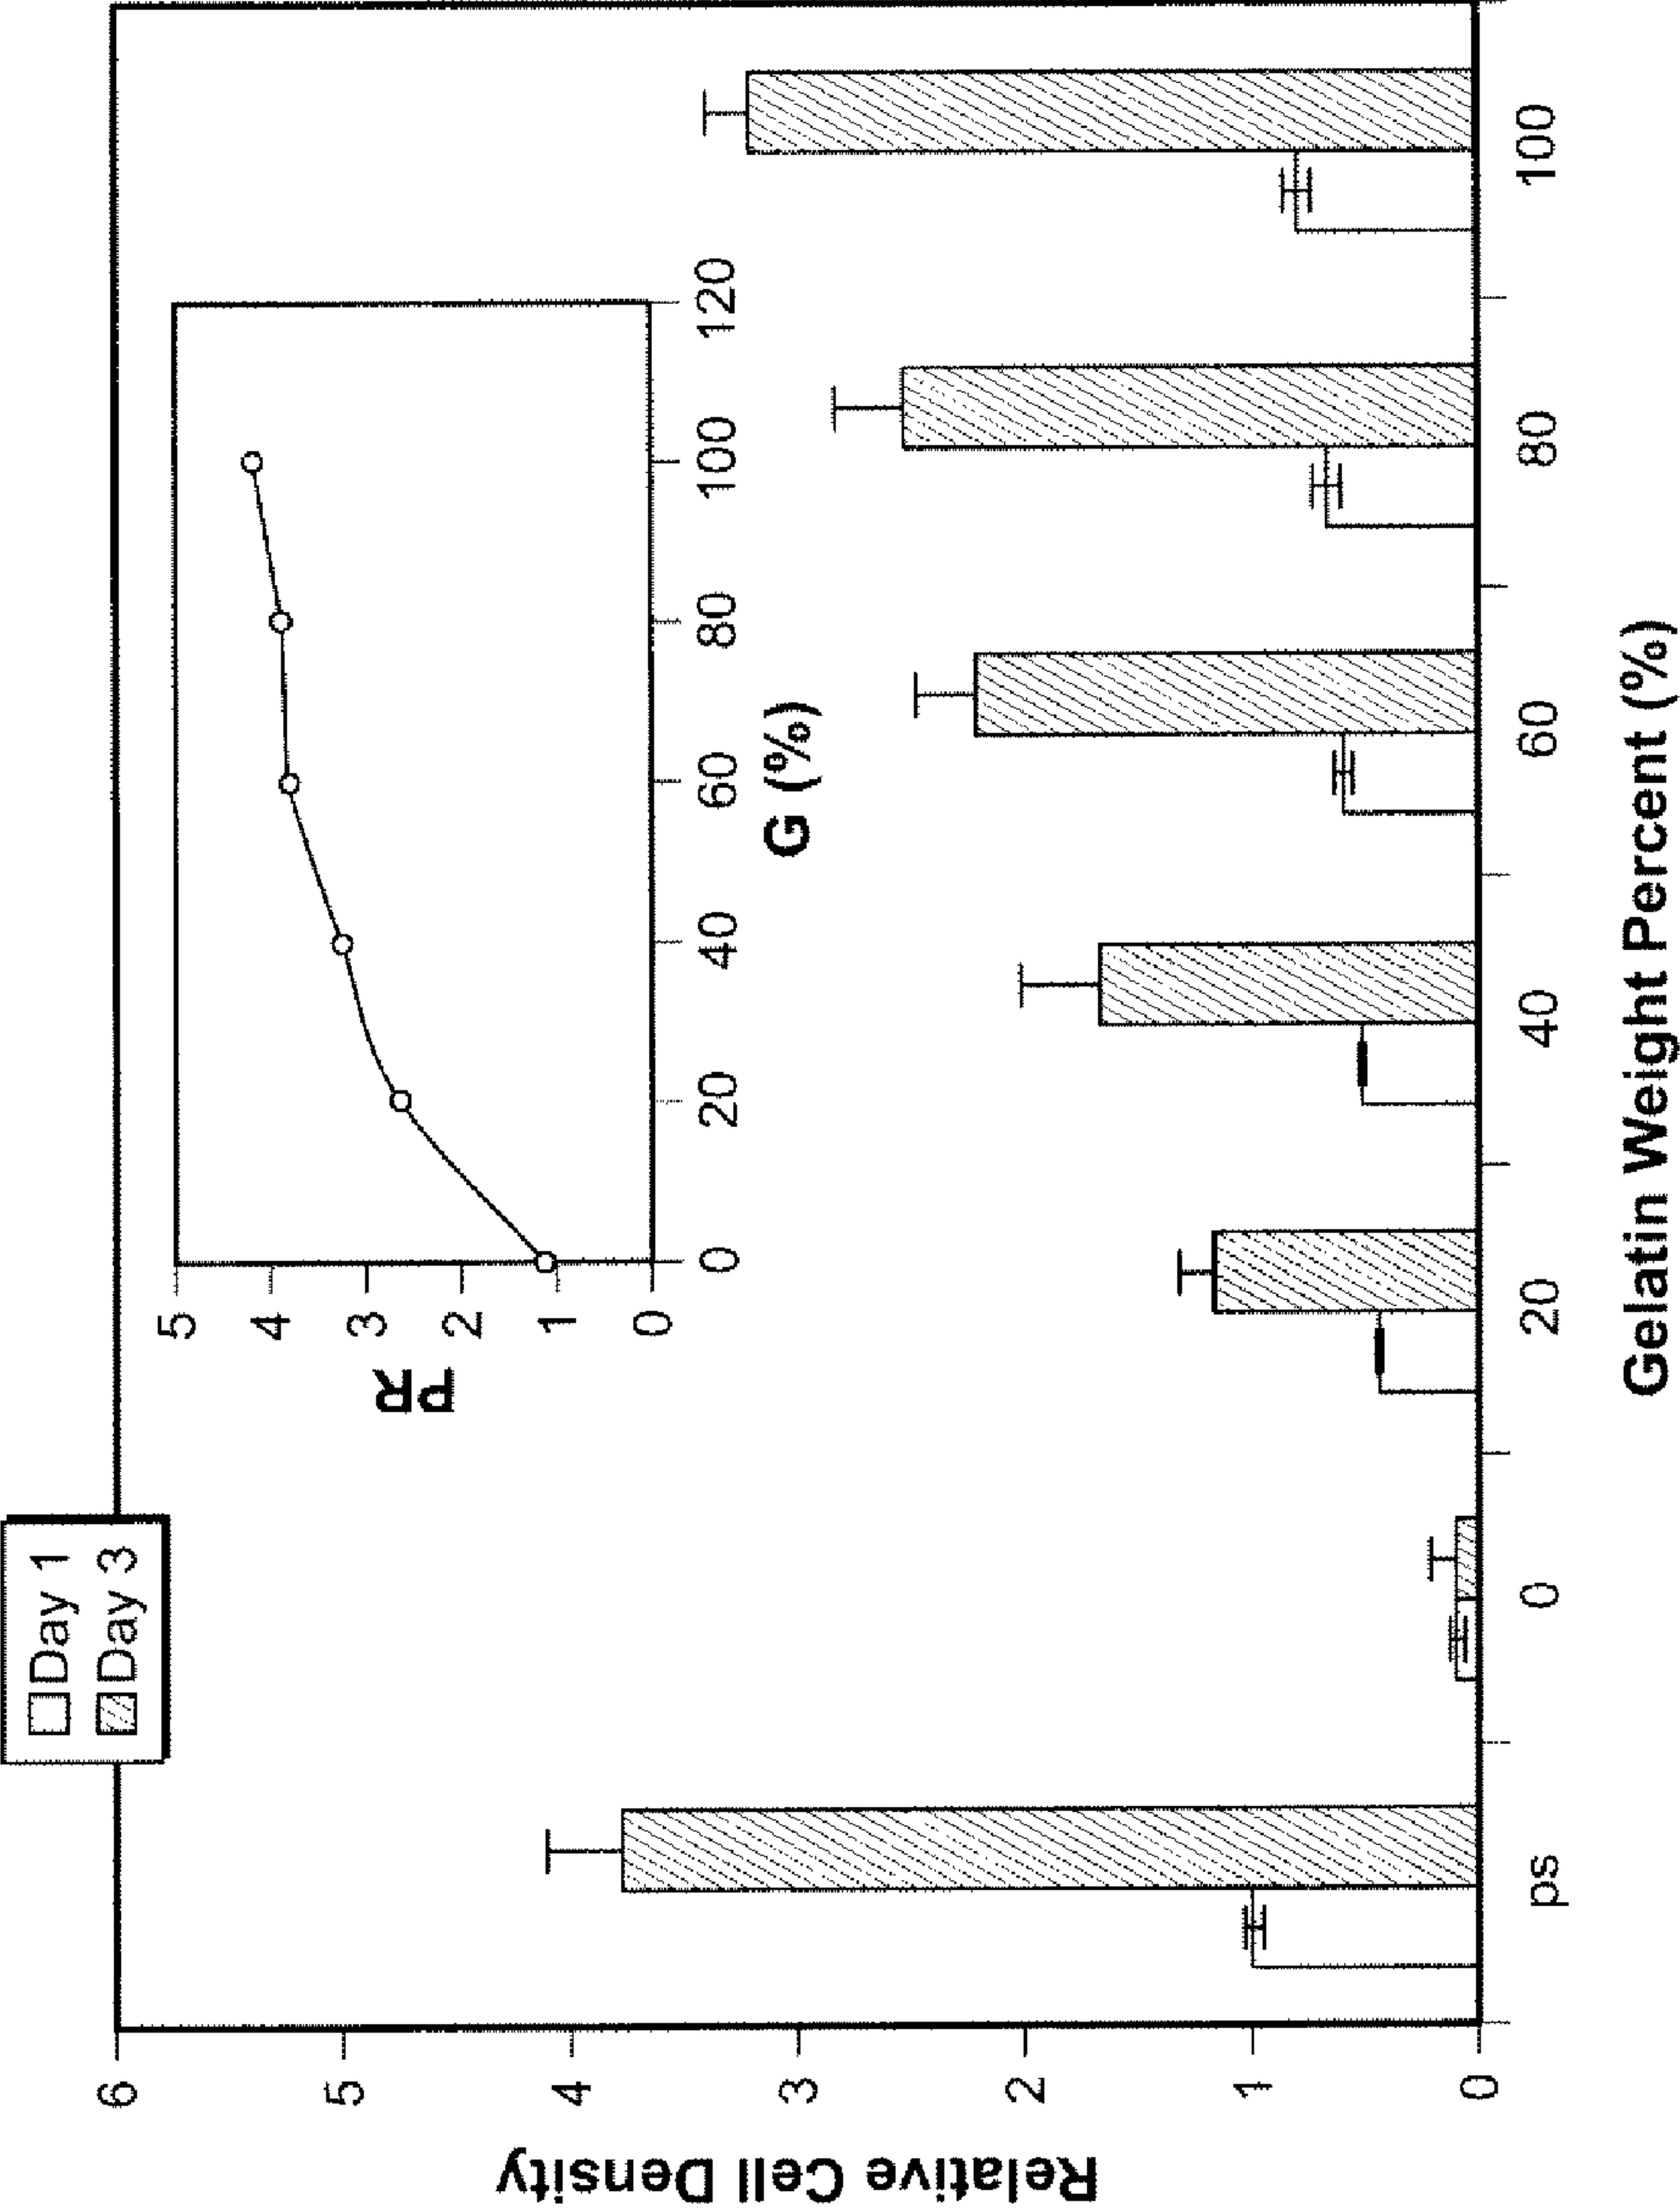 Day 1
Day 3
Relative Cell Density
6
5
4
3
2
1
0
PR
5
4
3
2
1
0
0 20 40 60 80 100 120
G (%)
ps 0 20 40 60 80 100
Gelatin Weight Percent (%)